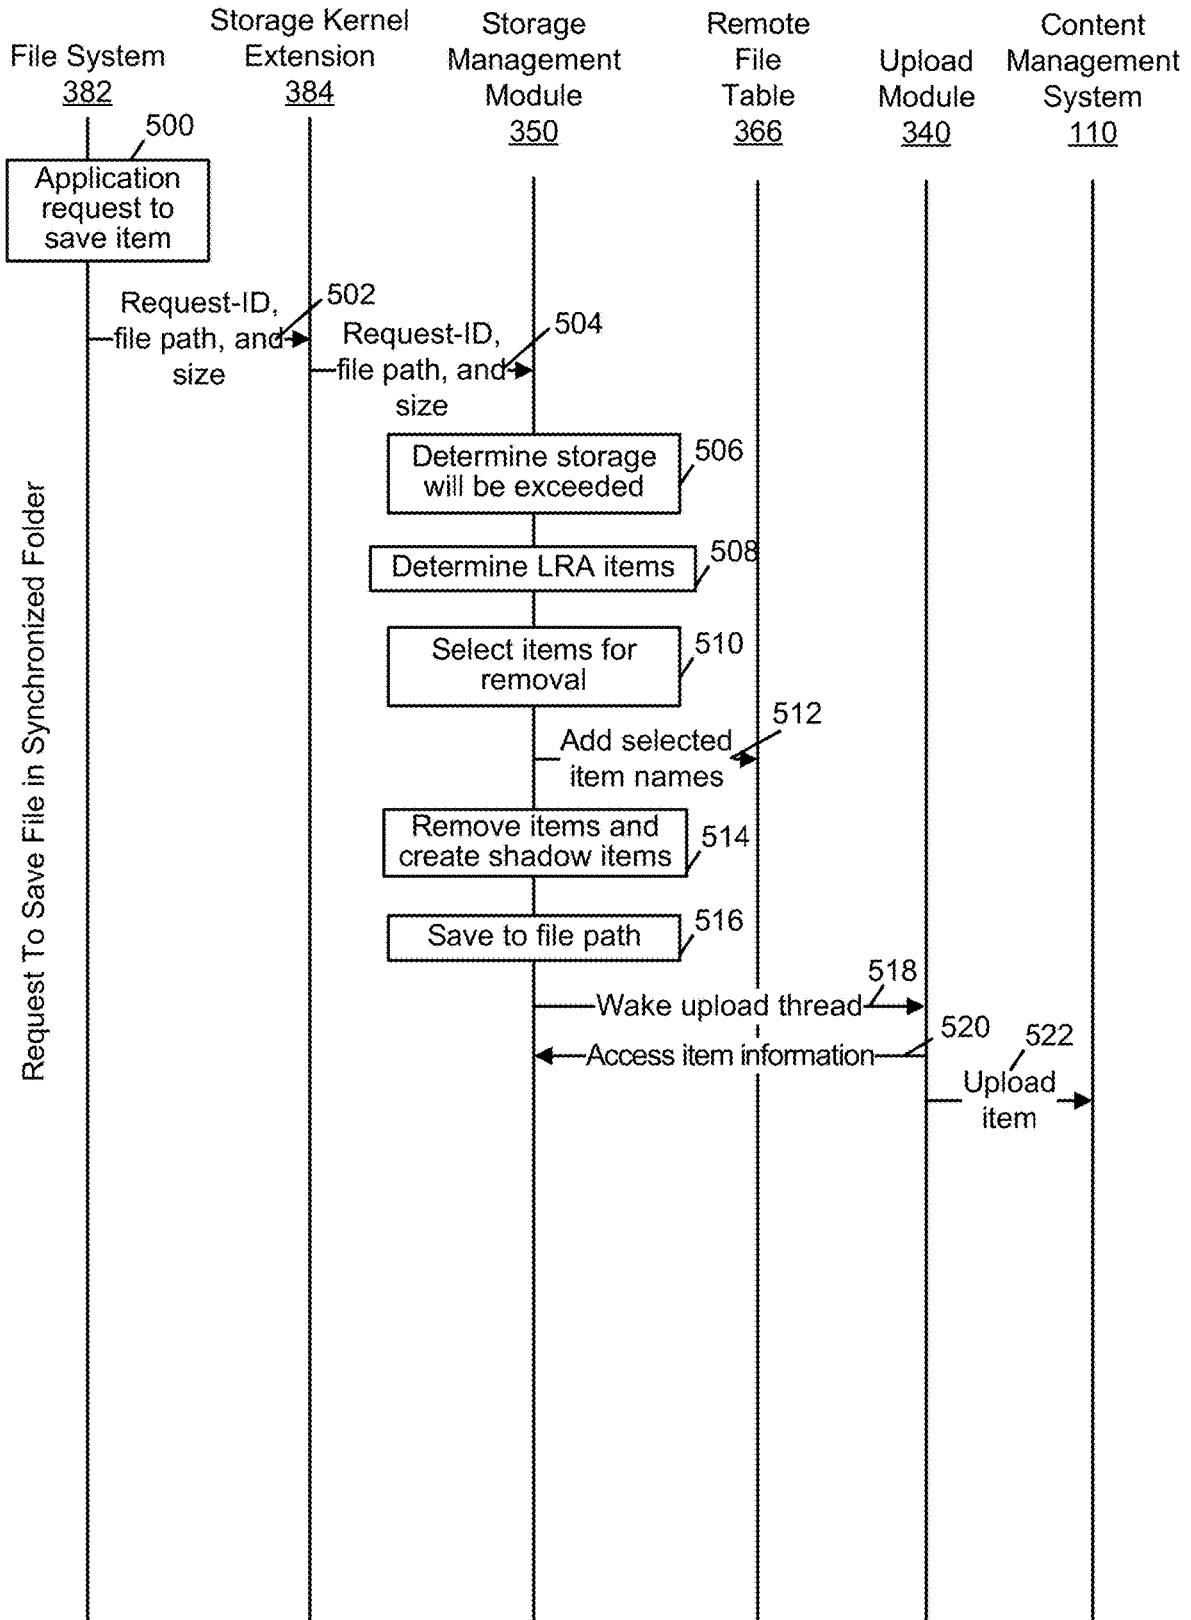 File System
382
Storage Kernel
Extension
384
Storage
Management
Module
350
Remote
File
Table
366
Upload
Module
340
Content
Management
System
110
500
Application
request to
save item
Request-ID,
file path, and
size
502
Request-ID,
file path, and
size
504
Determine storage
will be exceeded
506
Determine LRA items
508
Select items for
removal
510
Add selected
item names
512
Remove items and
create shadow items
514
Save to file path
516
Wake upload thread
518
Access item information
520
Upload
item
522
Request To Save File in Synchronized Folder